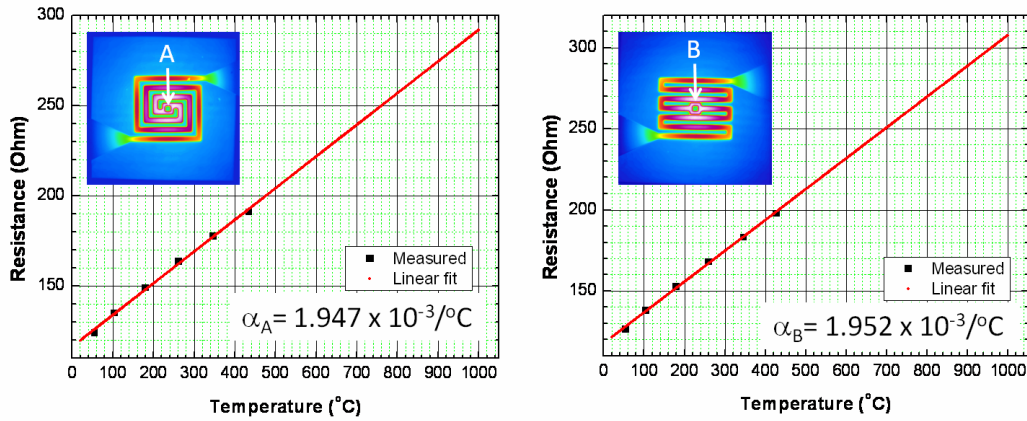 300
250
200
150
Resistance (Ohm)
A
Measured
Linear fit
αA= 1.947 x 10-3/oC
0 100 200 300 400 500 600 700 800 900 1000
Temperature (°C)
300
250
200
150
Resistance (Ohm)
B
Measured
Linear fit
αB= 1.952 x 10-3/oC
0 100 200 300 400 500 600 700 800 900 1000
Temperature (°C)